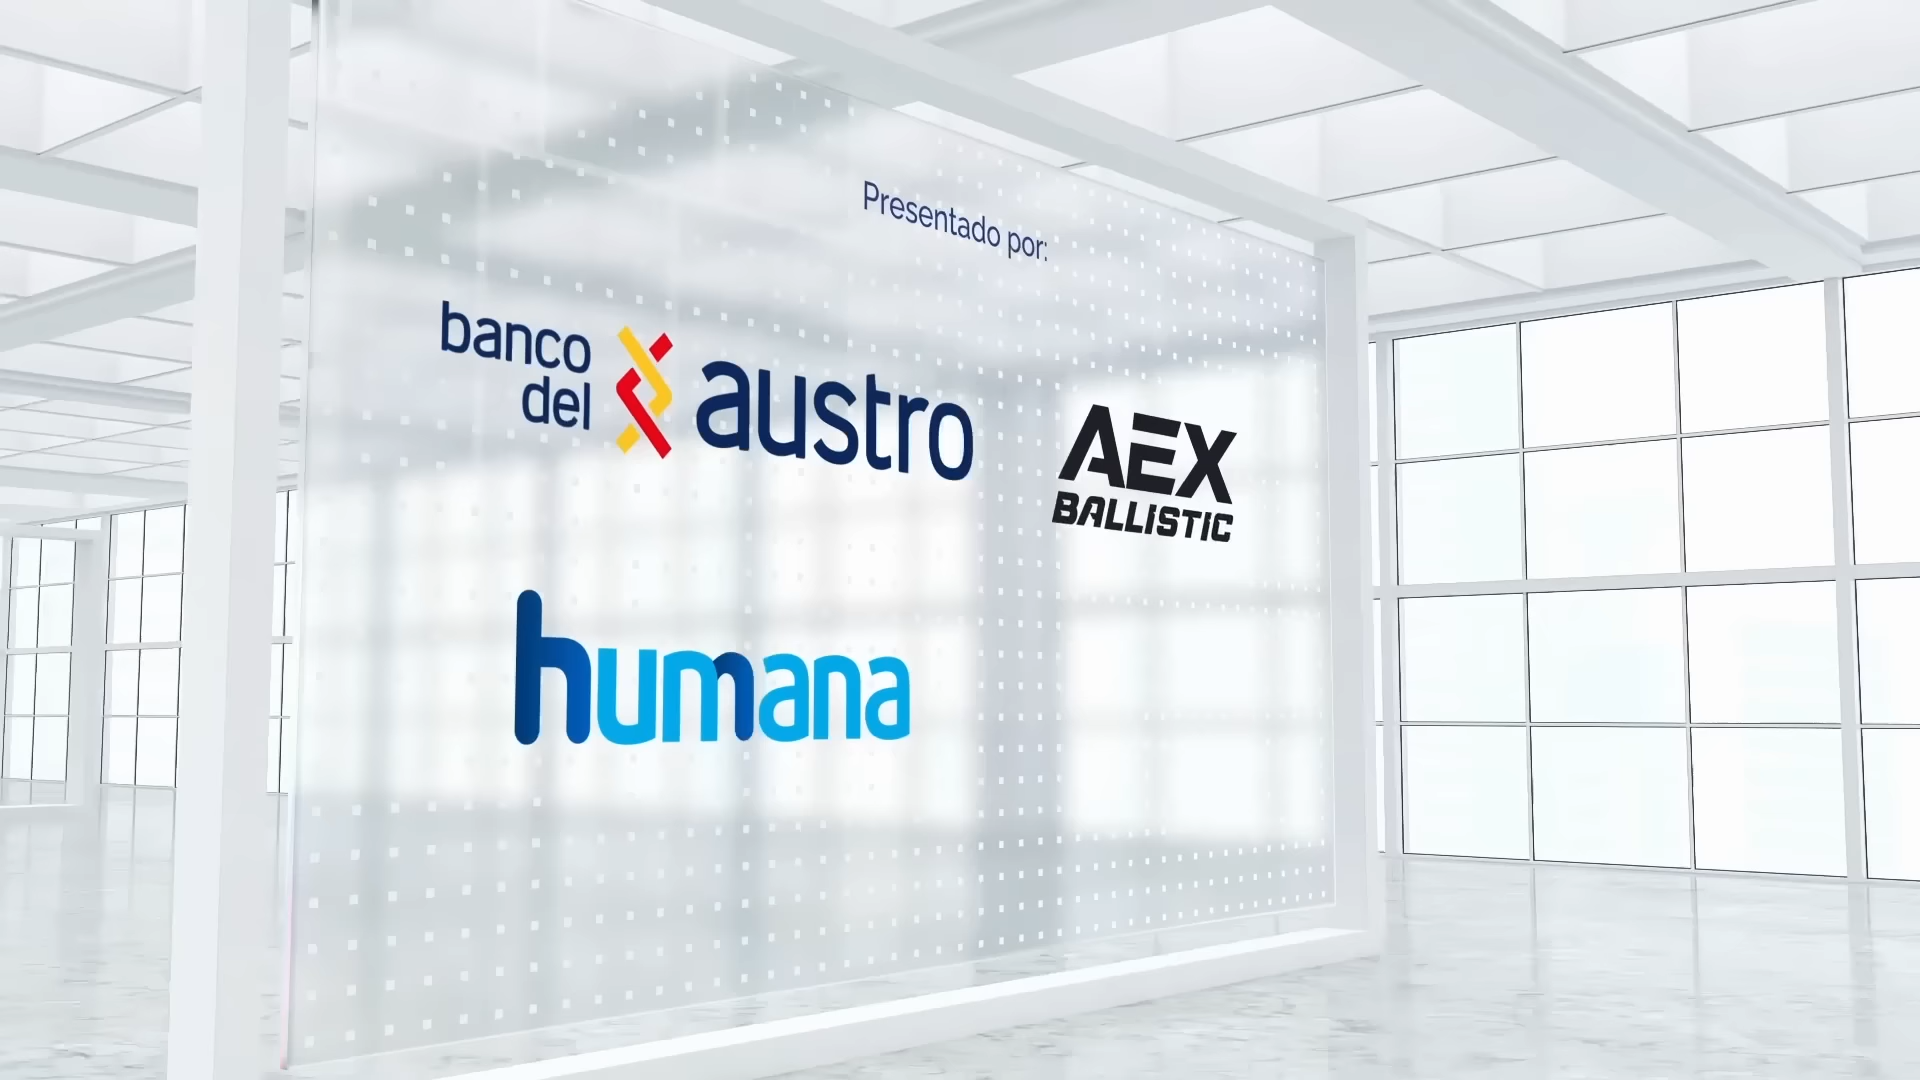 Presentado por:
banco
del
austro
AEX
BALLISTIC
humana